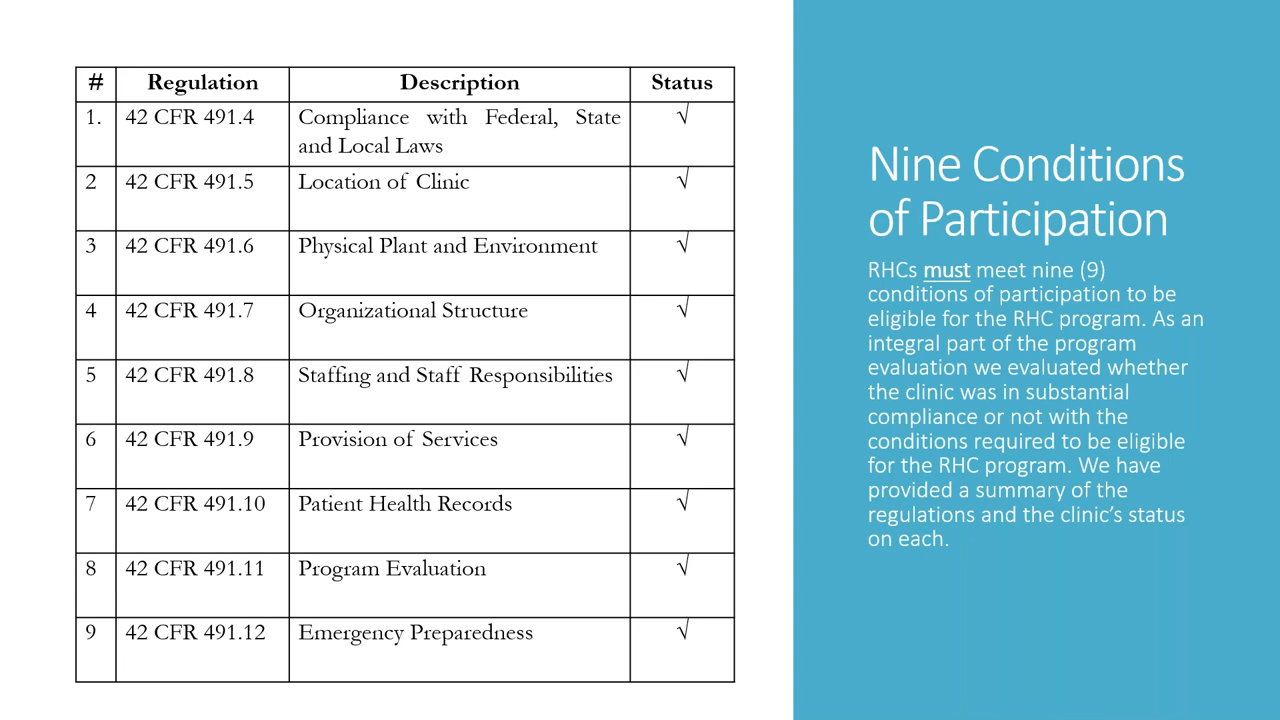 # Regulation Description Status
1. 42 CFR 491.4 Compliance with Federal, State √
and Local Laws
2 42 CFR 491.5 Location of Clinic √
3 42 CFR 491.6 Physical Plant and Environment √
4 42 CFR 491.7 Organizational Structure √
5 42 CFR 491.8 Staffing and Staff Responsibilities √
6 42 CFR 491.9 Provision of Services √
7 42 CFR 491.10 Patient Health Records √
8 42 CFR 491.11 Program Evaluation √
9 42 CFR 491.12 Emergency Preparedness √
Nine Conditions
of Participation
RHCs must meet nine (9)
conditions of participation to be
eligible for the RHC program. As an
integral part of the program
evaluation we evaluated whether
the clinic was in substantial
compliance or not with the
conditions required to be eligible
for the RHC program. We have
provided a summary of the
regulations and the clinic’s status
on each.